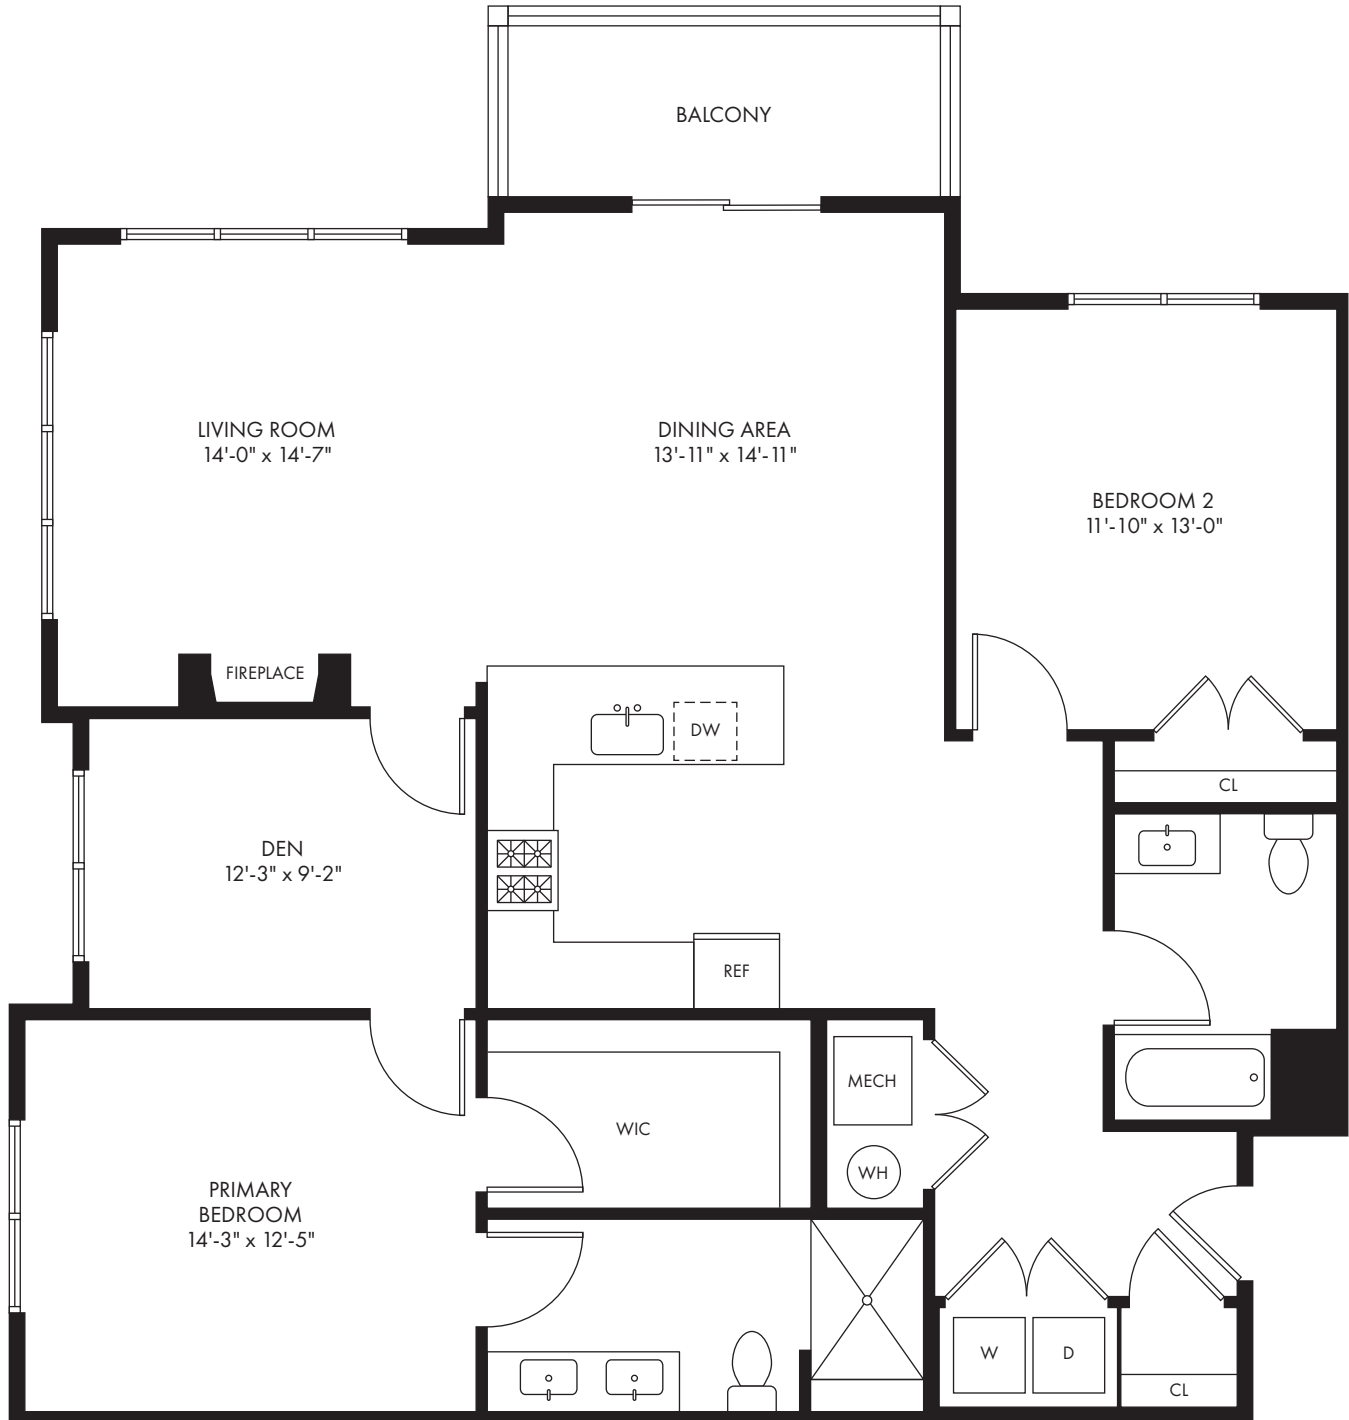 BALCONY
LIVING ROOM
14'-0" x 14'-7"
DINING AREA
13'-11" x 14'-11"
BEDROOM 2
11'-10" x 13'-0"
FIREPLACE
DW
CL
DEN
12'-3" x 9'-2"
REF
MECH
WIC
WH
PRIMARY
BEDROOM
14'-3" x 12'-5"
W
D
CL